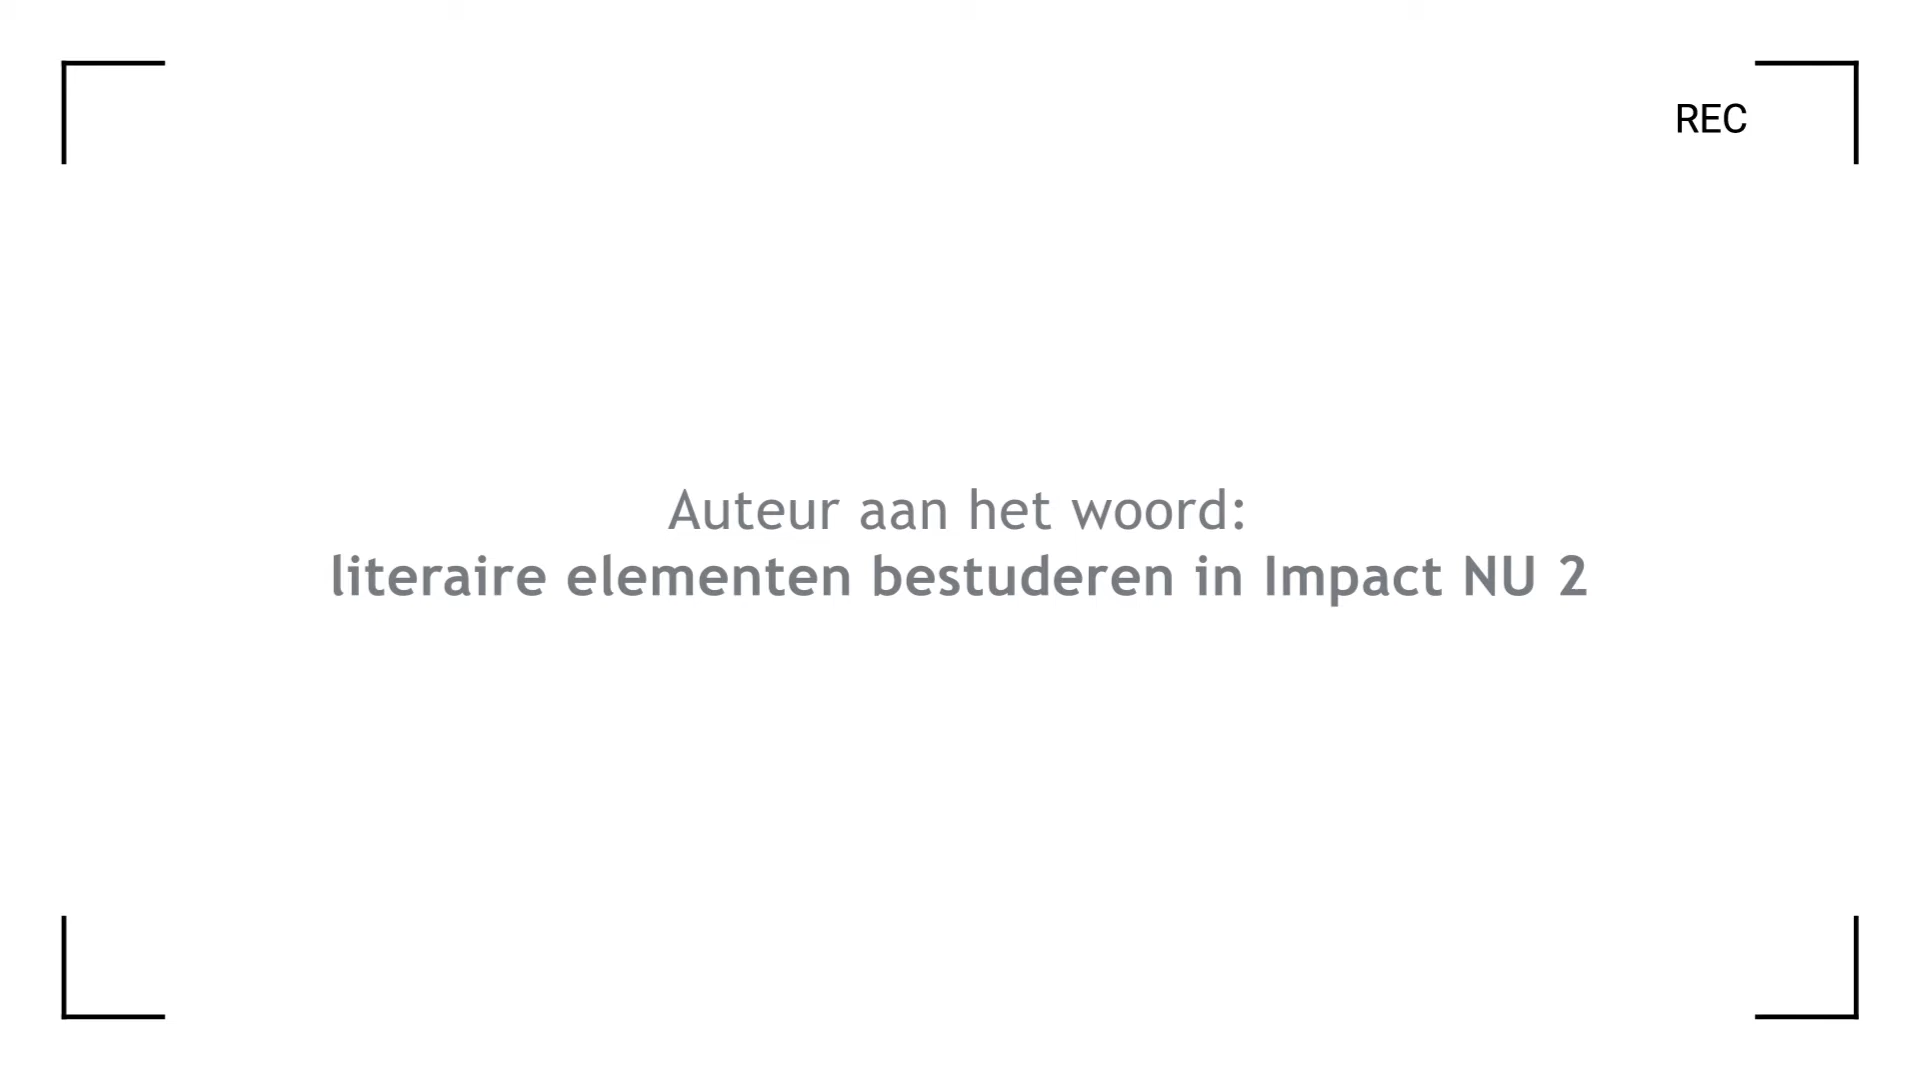 REC
Auteur aan het woord:
literaire elementen bestuderen in Impact NU 2